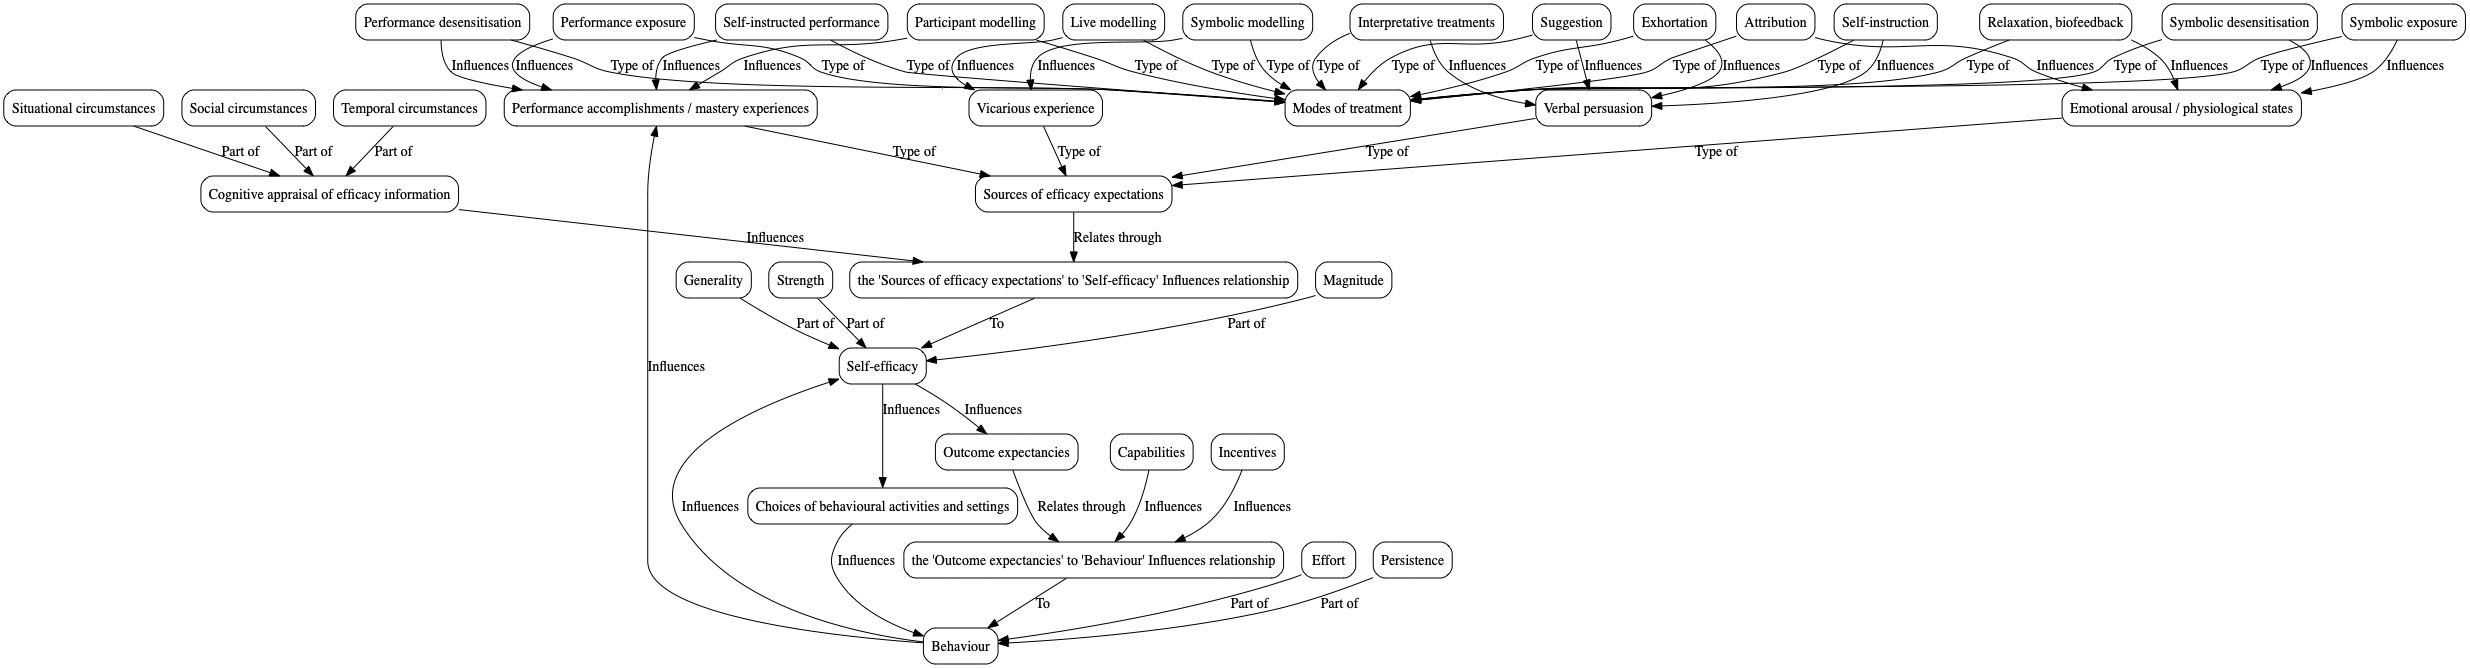 Performance desensitisation
Performance exposure
Self-instructed performance
Participant modelling
Live modelling
Symbolic modelling
Interpretative treatments
Suggestion
Exhortation
Attribution
Self-instruction
Relaxation, biofeedback
Symbolic desensitisation
Symbolic exposure
Influences
Influences
Type of
Influences
Influences
Type of
Type of
Influences
Influences
Type of
Type of
Type of
Type of
Type of
Influences
Type of
Influences
Type of
Influences
Type of
Influences
Type of
Influences
Type of
Influences
Type of
Influences
Influences
Situational circumstances
Social circumstances
Temporal circumstances
Performance accomplishments / mastery experiences
Vicarious experience
Modes of treatment
Verbal persuasion
Emotional arousal / physiological states
Part of
Part of
Part of
Type of
Type of
Type of
Type of
Cognitive appraisal of efficacy information
Sources of efficacy expectations
Influences
Relates through
Generality
Strength
the 'Sources of efficacy expectations' to 'Self-efficacy' Influences relationship
Magnitude
Part of
Part of
To
Part of
Influences
Self-efficacy
Influences
Influences
Outcome expectancies
Capabilities
Incentives
Influences
Choices of behavioural activities and settings
Relates through
Influences
Influences
Influences
the 'Outcome expectancies' to 'Behaviour' Influences relationship
Effort
Persistence
To
Part of
Part of
Behaviour